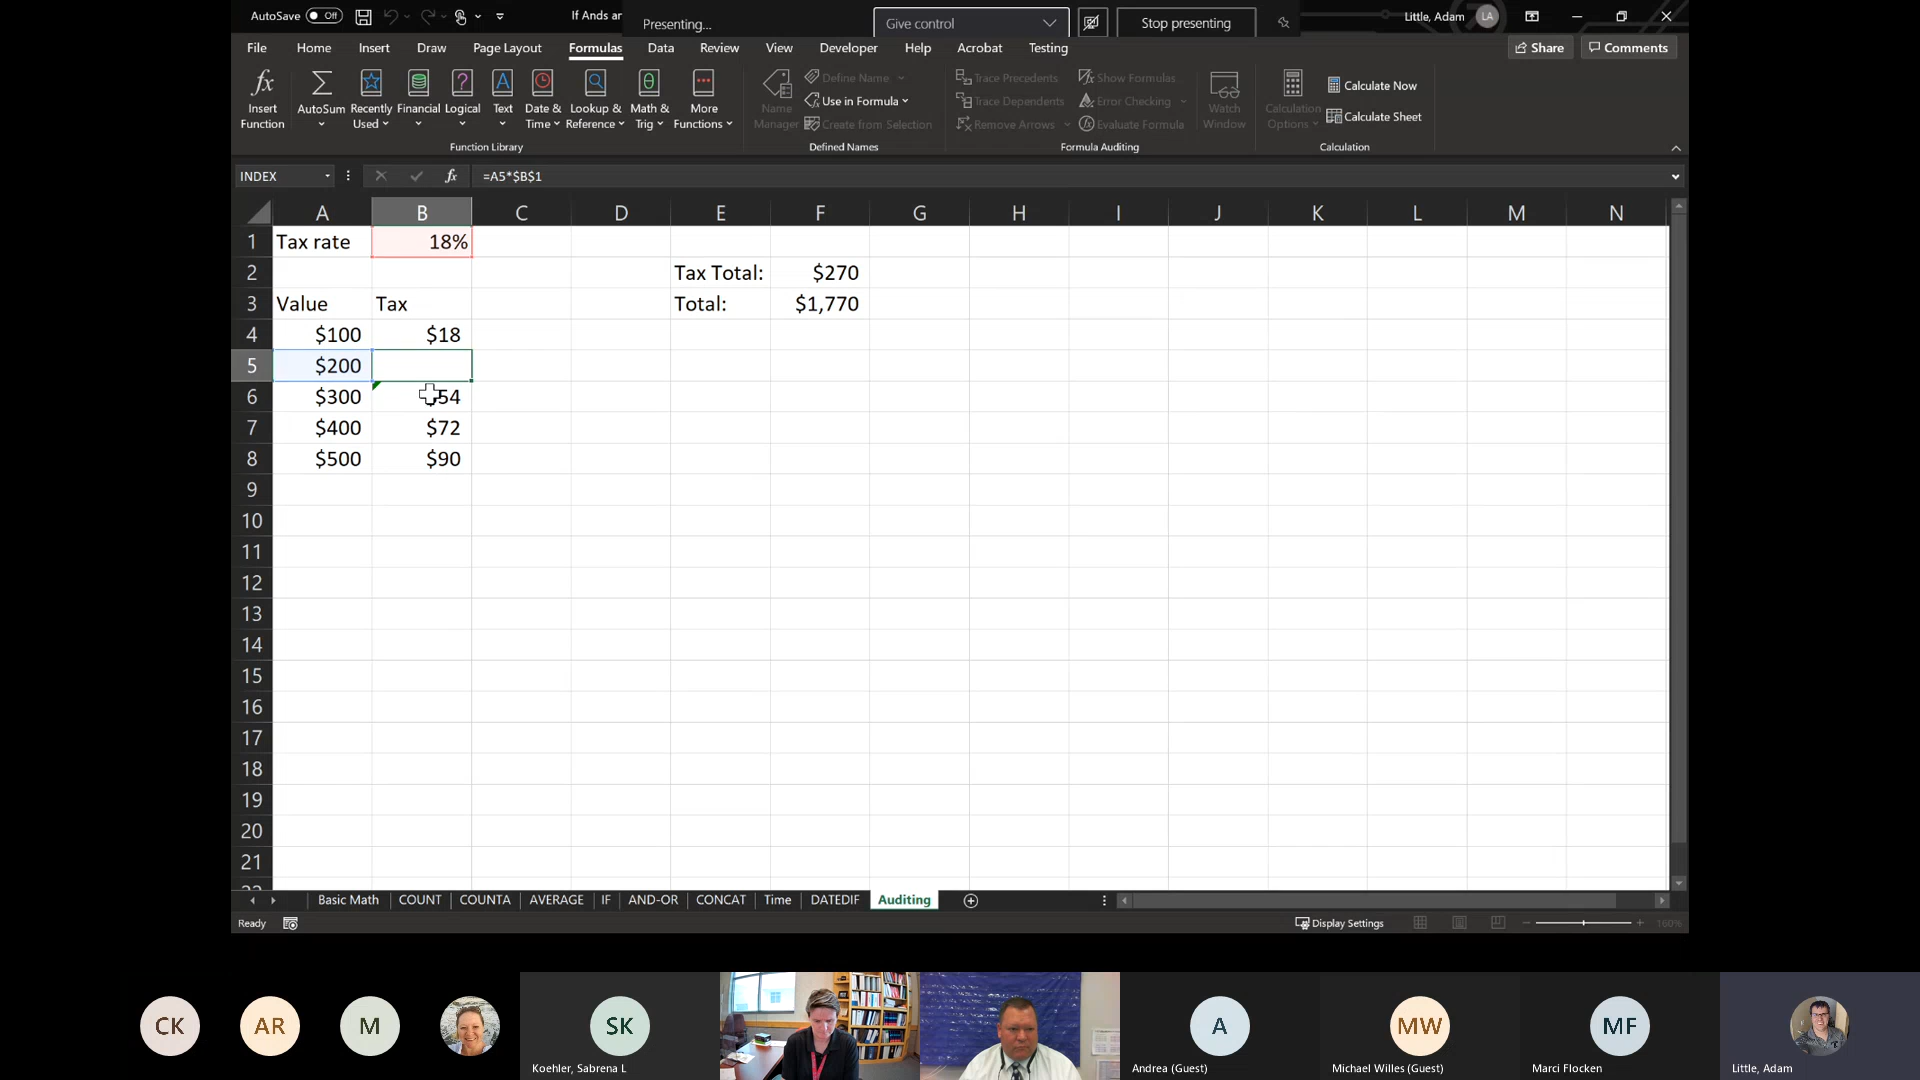 AutoSave Off If Ands ar Presenting... Give control Stop presenting Little, Adam LA
File Home Insert Draw Page Layout Formulas Data Review View Developer Help Acrobat Testing Share Comments
Insert Function
AutoSum
Recently Used
Financial
Logical
Text
Date & Time
Lookup & Reference
Math & Trig
More Functions
Function Library
Name Manager
Define Name
Use in Formula
Create from Selection
Defined Names
Trace Precedents
Trace Dependents
Remove Arrows
Show Formulas
Error Checking
Evaluate Formula
Formula Auditing
Watch Window
Calculation Options
Calculate Now
Calculate Sheet
Calculation
INDEX fx =A5*$B$1
A B C D E F G H I J K L M N
1 Tax rate 18%
2 Tax Total: $270
3 Value Tax Total: $1,770
4 $100 $18
5 $200
6 $300 $54
7 $400 $72
8 $500 $90
9
10
11
12
13
14
15
16
17
18
19
20
21
Basic Math COUNT COUNTA AVERAGE IF AND-OR CONCAT Time DATEDIF Auditing
Ready Display Settings 160%
CK AR M SK A MW MF
Koehler, Sabrena L Andrea (Guest) Michael Willes (Guest) Marci Flocken Little, Adam